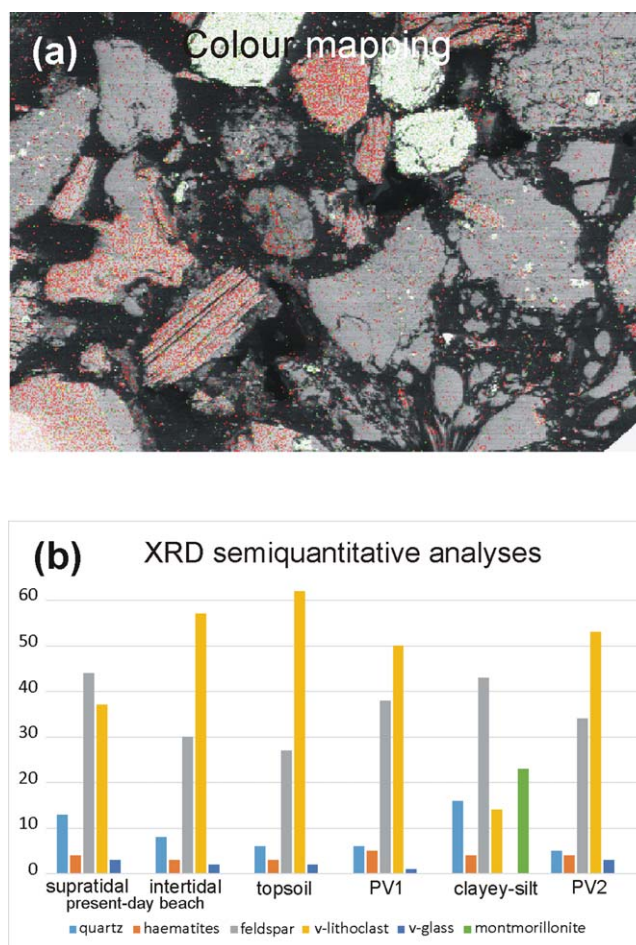 (a) Colour mapping
(b) XRD semiquantitative analyses
60
50
40
30
20
10
0
supratidal intertidal topsoil PV1 clayey-silt PV2
present-day beach
quartz haematites feldspar v-lithoclast v-glass montmorillonite